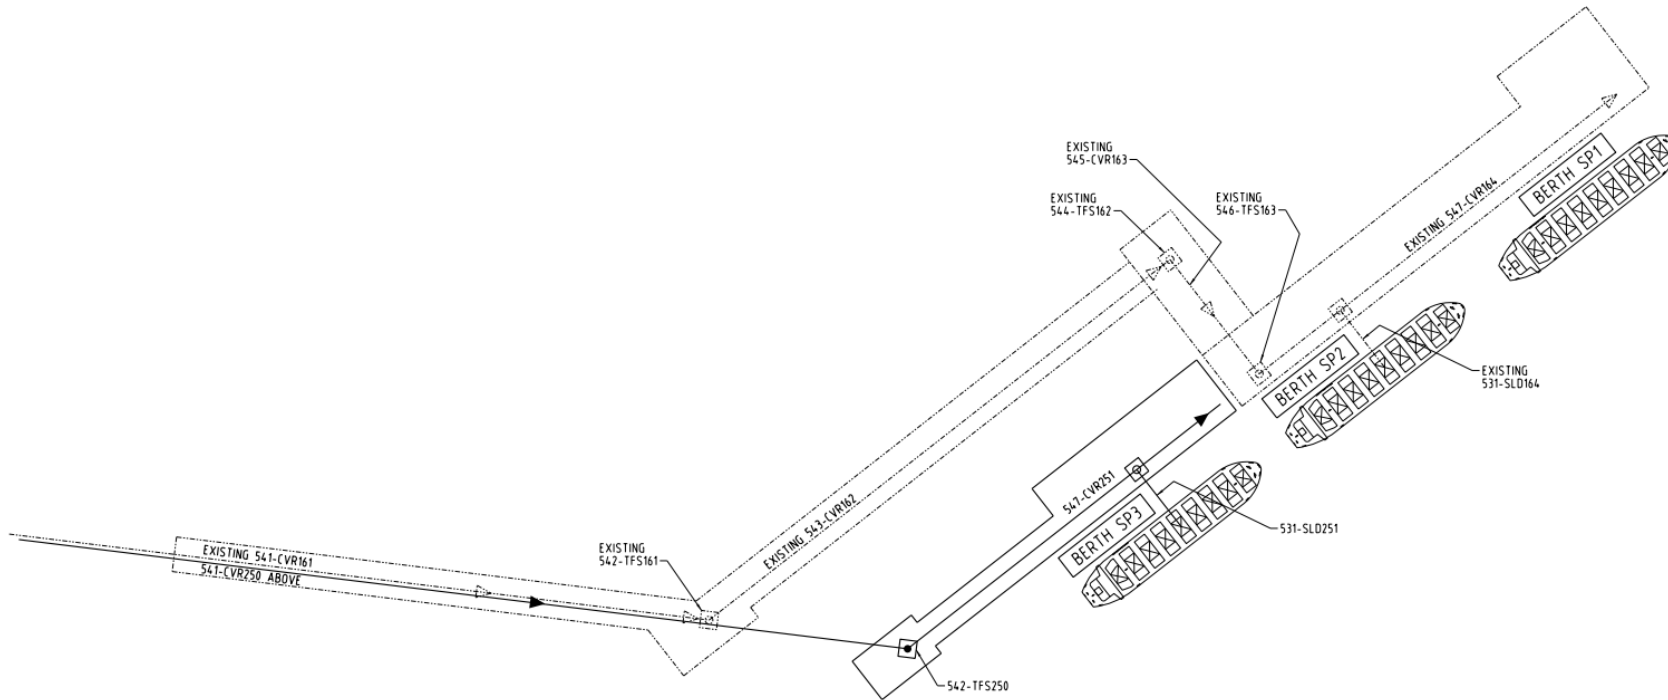 EXISTING
545-CVR163
EXISTING
544-TFS162
EXISTING
546-TFS163
BERTH SP1
EXISTING 547-CVR164
BERTH SP2
EXISTING
531-SLD164
547-CVR251
EXISTING 543-CVR162
BERTH SP3
531-SLD251
EXISTING 541-CVR161
541-CVR250 ABOVE
EXISTING
542-TFS161
542-TFS250